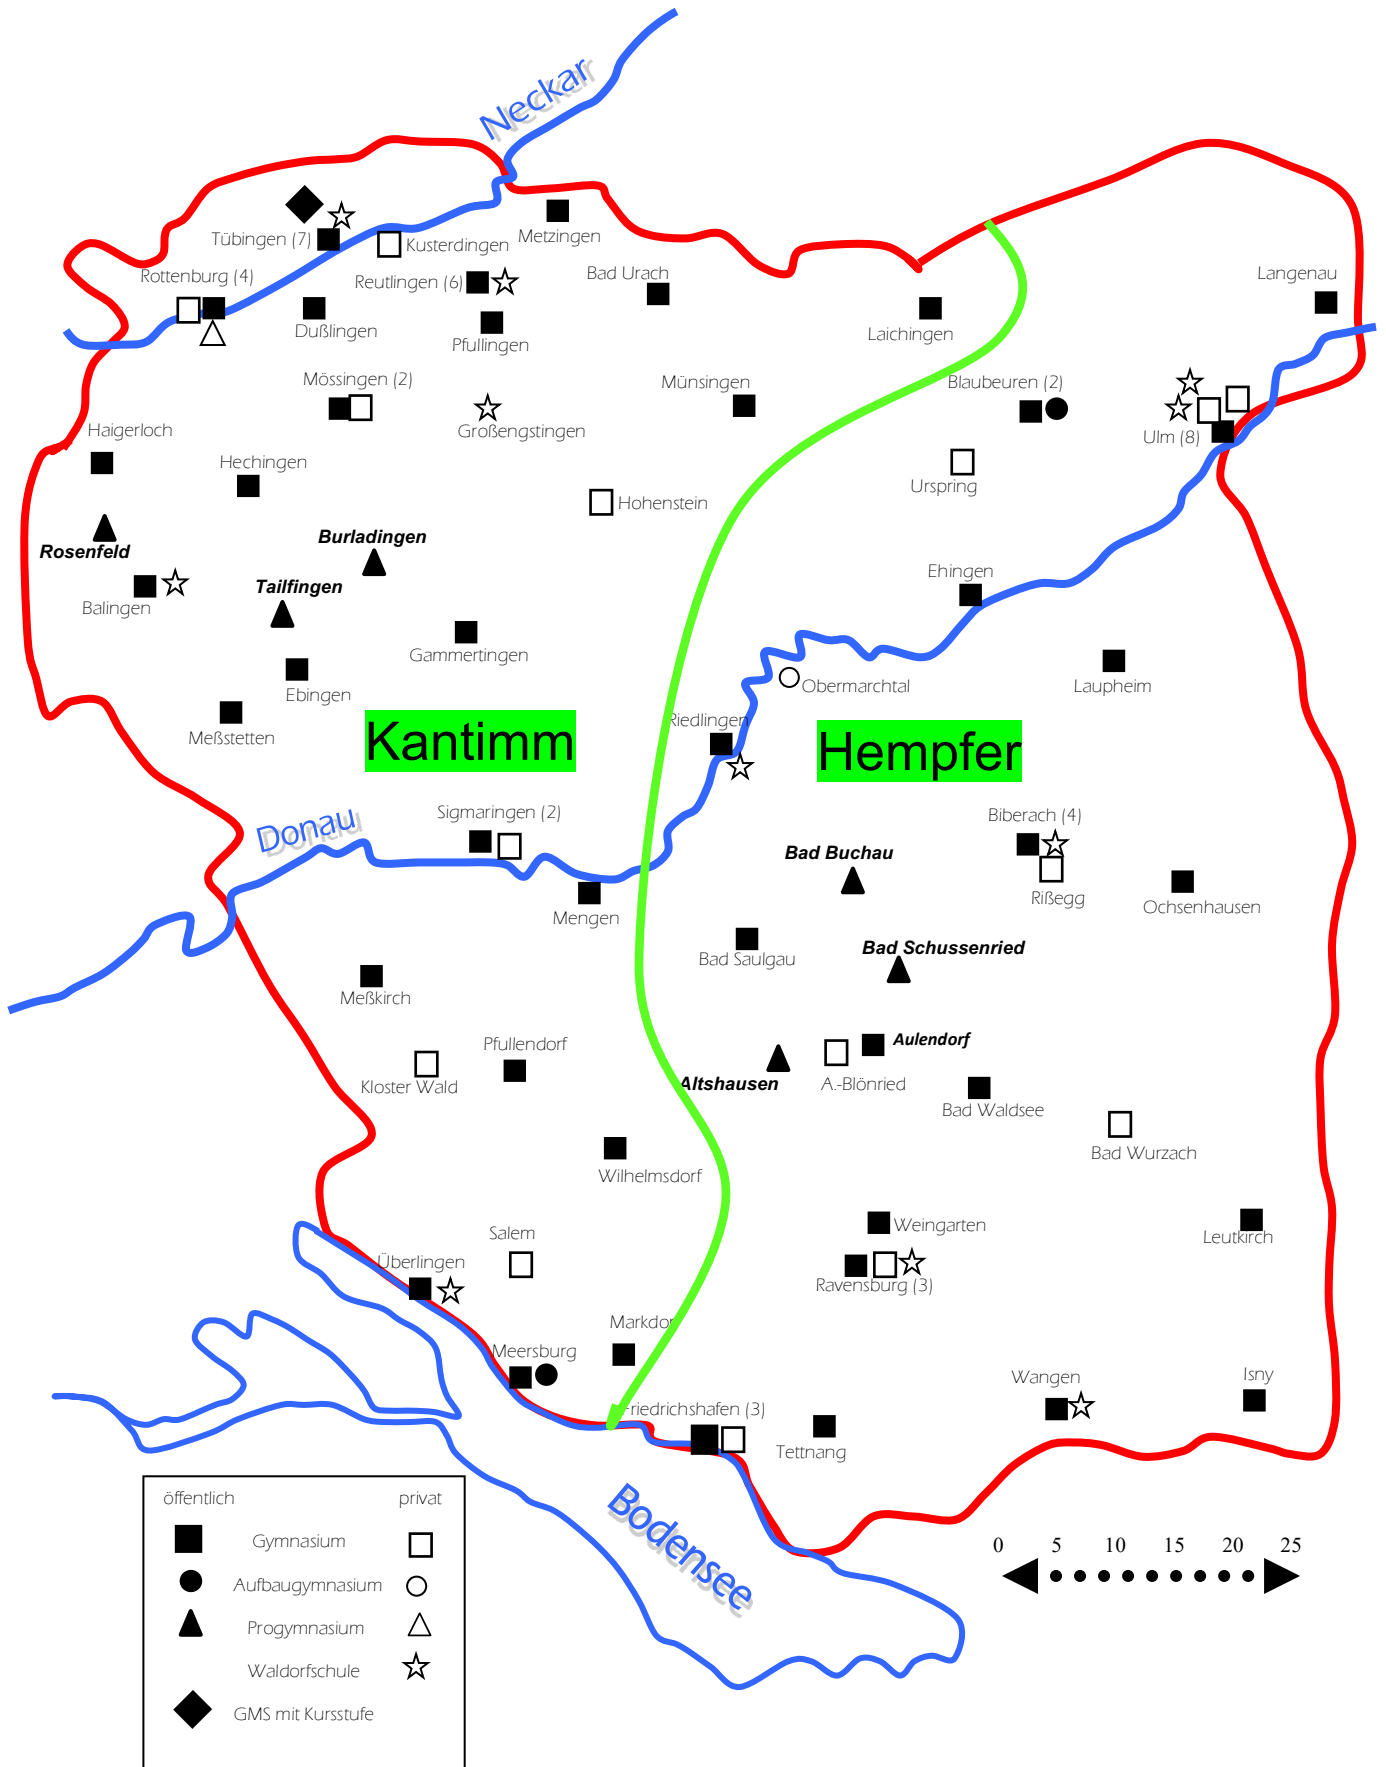 Neckar
Tübingen (7)
Kusterdingen
Metzingen
Rottenburg (4)
Reutlingen (6)
Bad Urach
Langenau
Dußlingen
Pfullingen
Laichingen
Mössingen (2)
Münsingen
Blaubeuren (2)
Haigerloch
Großengstingen
Ulm (8)
Hechingen
Urspring
Hohenstein
Rosenfeld
Burladingen
Tailfingen
Ehingen
Balingen
Gammertingen
Obermarchtal
Laupheim
Ebingen
Riedlingen
Meßstetten
Kantimm
Hempfer
Donau
Sigmaringen (2)
Biberach (4)
Bad Buchau
Rißegg
Mengen
Ochsenhausen
Bad Saulgau
Bad Schussenried
Meßkirch
Pfullendorf
Aulendorf
Kloster Wald
Altshausen
A.-Blönried
Bad Waldsee
Bad Wurzach
Wilhelmsdorf
Salem
Weingarten
Leutkirch
Überlingen
Ravensburg (3)
Markdorf
Meersburg
Wangen
Isny
Friedrichshafen (3)
Tettnang
Bodensee
öffentlich privat
Gymnasium
Aufbaugymnasium
Progymnasium
Waldorfschule
GMS mit Kursstufe
0 5 10 15 20 25